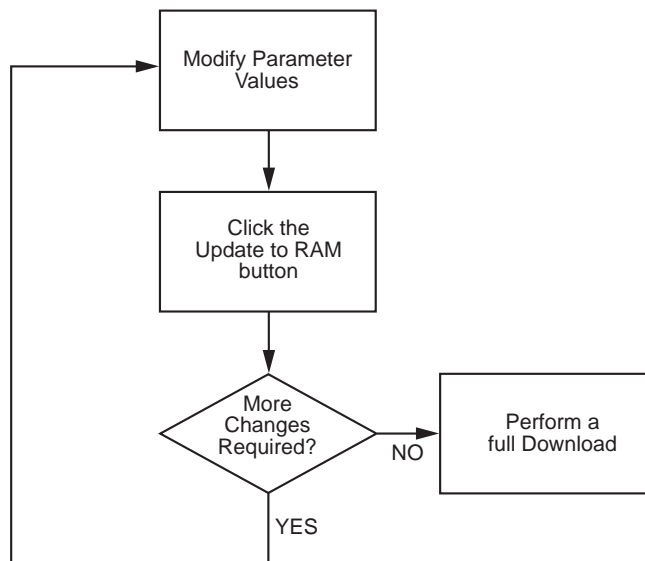 Modify Parameter
Values
Click the
Update to RAM
button
More
Changes
Required?
NO
Perform a
full Download
YES